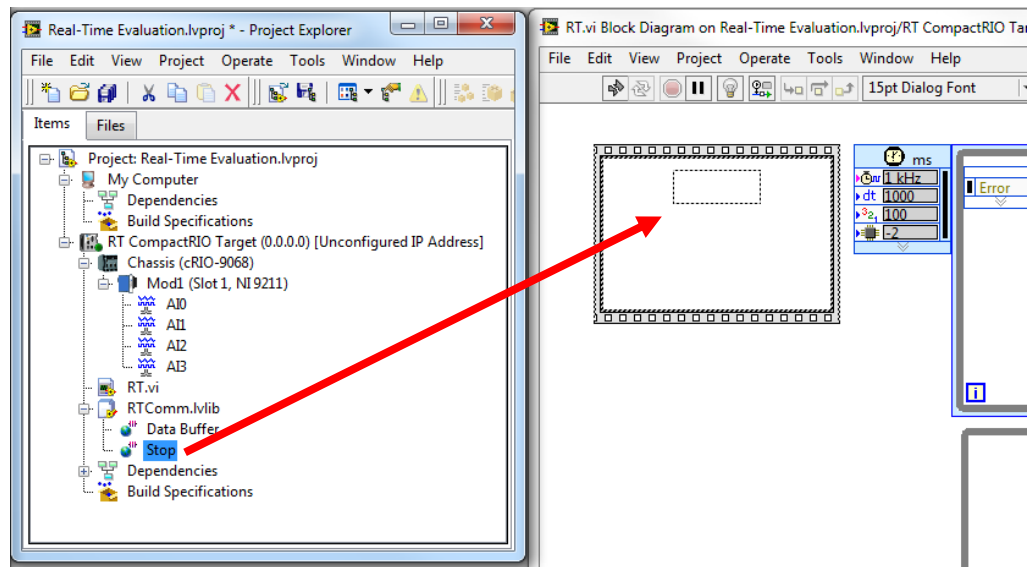 Real-Time Evaluation.lvproj * - Project Explorer
File Edit View Project Operate Tools Window Help
Items Files
Project: Real-Time Evaluation.lvproj
My Computer
Dependencies
Build Specifications
RT CompactRIO Target (0.0.0.0) [Unconfigured IP Address]
Chassis (cRIO-9068)
Mod1 (Slot 1, NI 9211)
AI0
AI1
AI2
AI3
RT.vi
RTComm.lvlib
Data Buffer
Stop
Dependencies
Build Specifications
RT.vi Block Diagram on Real-Time Evaluation.lvproj/RT CompactRIO Tar
File Edit View Project Operate Tools Window Help
15pt Dialog Font
ms
1 kHz
dt 1000
100
-2
Error
i